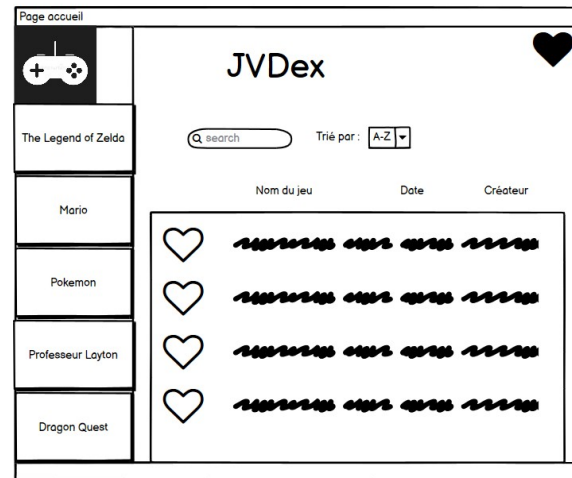 Page accueil
JVDex
search
Trié par :
A-Z
Nom du jeu
Date
Créateur
The Legend of Zelda
Mario
Pokemon
Professeur Layton
Dragon Quest